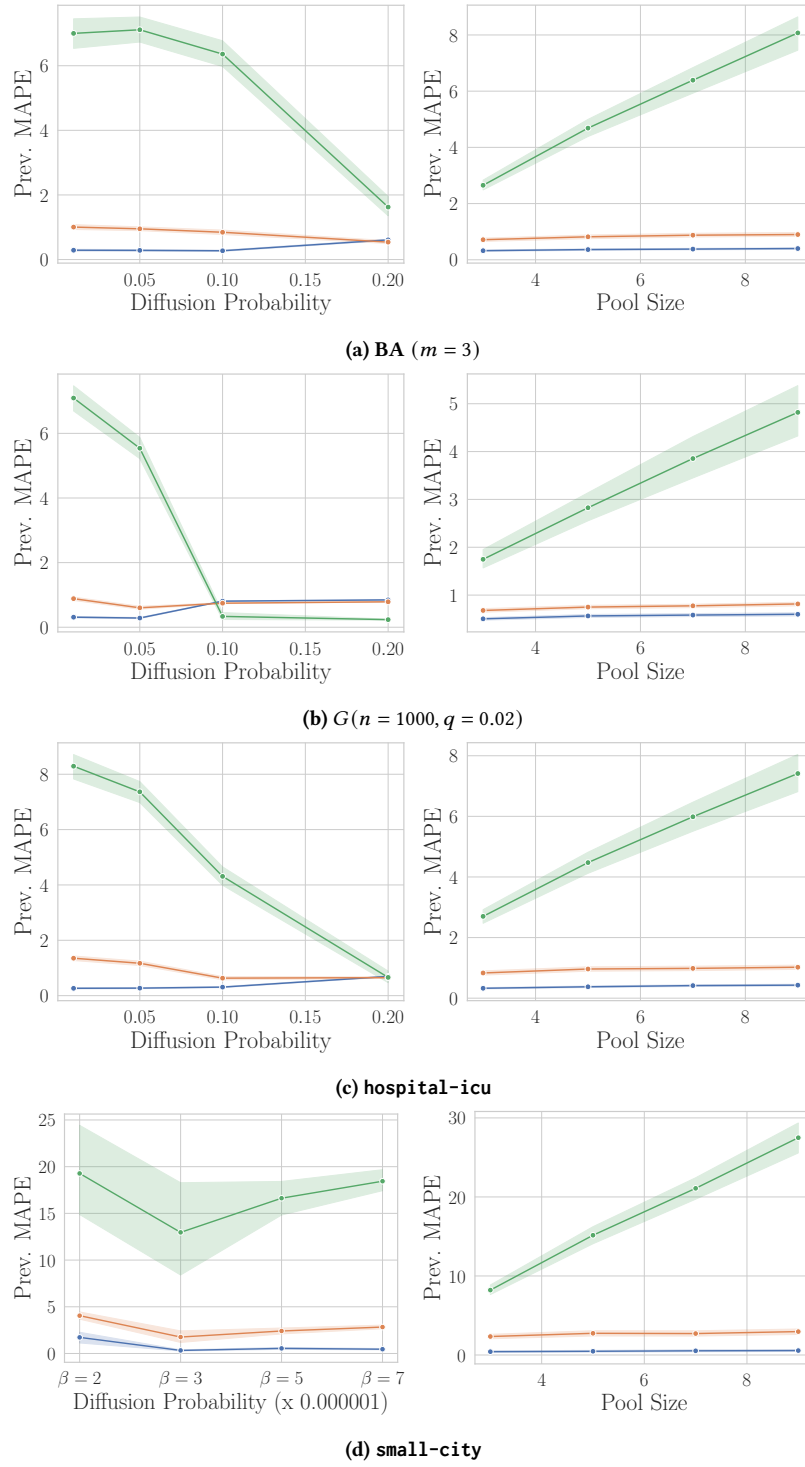 Prev. MAPE
6
4
2
0
0.05 0.10 0.15 0.20
Diffusion Probability
Prev. MAPE
8
6
4
2
0
4 6 8
Pool Size
(a) BA (m = 3)
Prev. MAPE
6
4
2
0
0.05 0.10 0.15 0.20
Diffusion Probability
Prev. MAPE
5
4
3
2
1
4 6 8
Pool Size
(b) G(n = 1000, q = 0.02)
Prev. MAPE
8
6
4
2
0
0.05 0.10 0.15 0.20
Diffusion Probability
Prev. MAPE
8
6
4
2
0
4 6 8
Pool Size
(c) hospital-icu
Prev. MAPE
25
20
15
10
5
0
β = 2 β = 3 β = 5 β = 7
Diffusion Probability (x 0.000001)
Prev. MAPE
30
20
10
0
4 6 8
Pool Size
(d) small-city